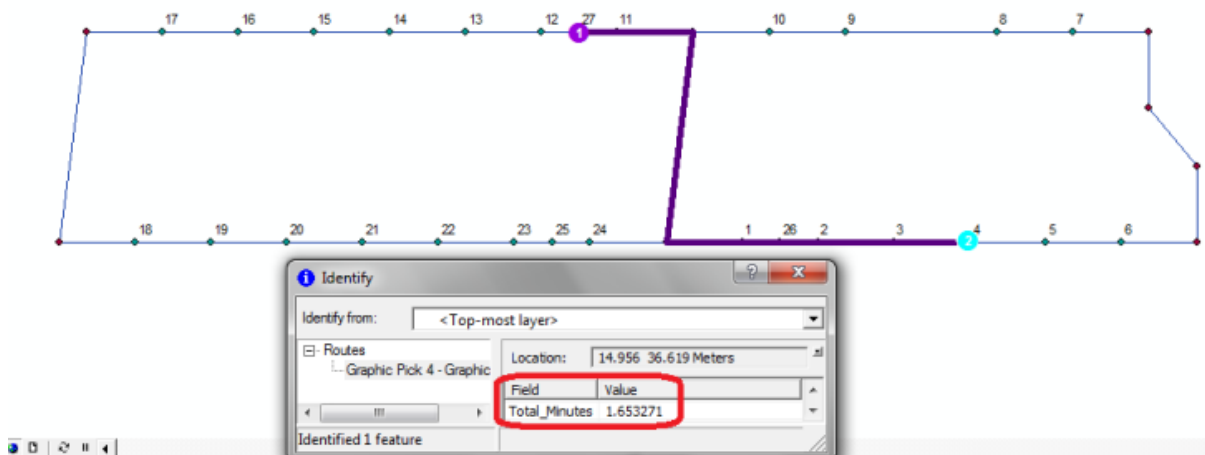 17 16 15 14 13 12 27 11 10 9 8 7
1
18 19 20 21 22 23 25 24 1 26 2 3 4 5 6
2
Identify
Identify from: <Top-most layer>
Routes
Graphic Pick 4 - Graphic
Location: 14.956 36.619 Meters
Field Value
Total_Minutes 1.653271
Identified 1 feature